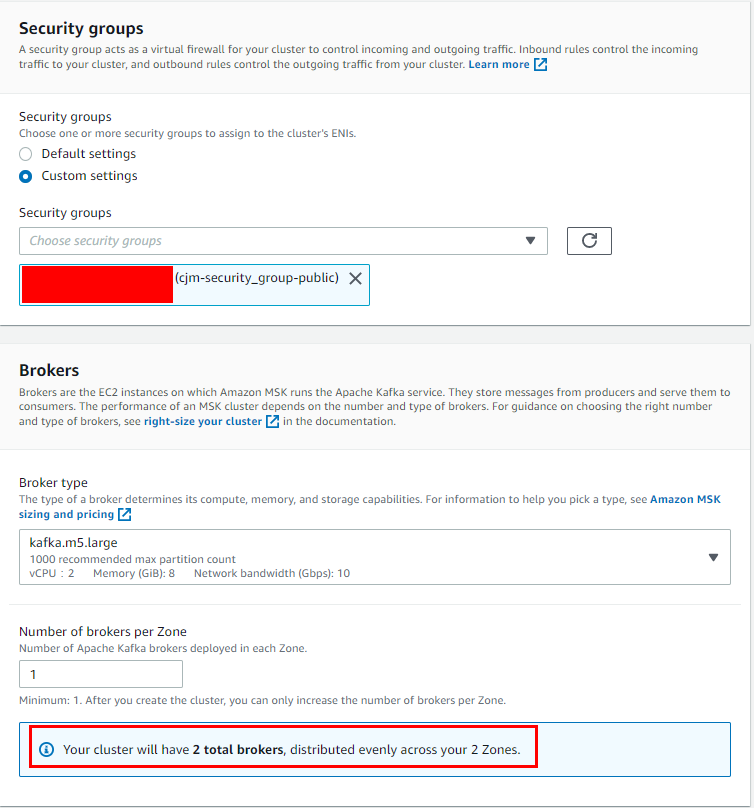 Security groups
A security group acts as a virtual firewall for your cluster to control incoming and outgoing traffic. Inbound rules control the incoming
traffic to your cluster, and outbound rules control the outgoing traffic from your cluster. Learn more
Security groups
Choose one or more security groups to assign to the cluster's ENIs.
Default settings
Custom settings
Security groups
Choose security groups
(cjm-security_group-public)
Brokers
Brokers are the EC2 instances on which Amazon MSK runs the Apache Kafka service. They store messages from producers and serve them to
consumers. The performance of an MSK cluster depends on the number and type of brokers. For guidance on choosing the right number
and type of brokers, see right-size your cluster in the documentation.
Broker type
The type of a broker determines its compute, memory, and storage capabilities. For information to help you pick a type, see Amazon MSK
sizing and pricing
kafka.m5.large
1000 recommended max partition count
vCPU : 2 Memory (GiB): 8 Network bandwidth (Gbps): 10
Number of brokers per Zone
Number of Apache Kafka brokers deployed in each Zone.
1
Minimum: 1. After you create the cluster, you can only increase the number of brokers per Zone.
Your cluster will have 2 total brokers, distributed evenly across your 2 Zones.